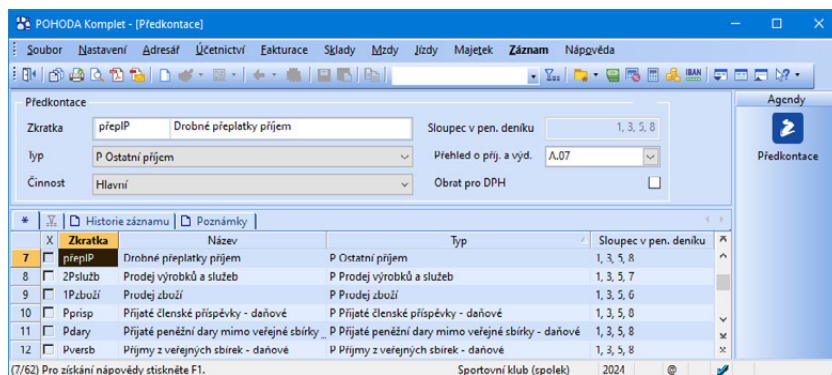 POHODA Komplet - [Předkontace]
Soubor Nastavení Adresář Účetnictví Fakturace Sklady Mzdy Jízdy Majetek Záznam Nápověda
IBAN
Předkontace
Zkratka přepIP Drobné přeplatky příjem Sloupec v pen. deníku 1, 3, 5, 8
Typ P Ostatní příjem Přehled o příj. a výd. A.07
Činnost Hlavní Obrat pro DPH
Agendy
Předkontace
* Historie záznamu Poznámky
X Zkratka Název Typ Sloupec v pen. deníku
7 přepIP Drobné přeplatky příjem P Ostatní příjem 1, 3, 5, 8
8 2Pslužb Prodej výrobků a služeb P Prodej výrobků a služeb 1, 3, 5, 7
9 1Pzboží Prodej zboží P Prodej zboží 1, 3, 5, 6
10 Pprisp Přijaté členské příspěvky - daňové P Přijaté členské příspěvky - daňové 1, 3, 5, 8
11 Pdary Přijaté peněžní dary mimo veřejné sbírky ... P Přijaté peněžní dary mimo veřejné sbírky - daňové 1, 3, 5, 8
12 Pversb Příjmy z veřejných sbírek - daňové P Příjmy z veřejných sbírek - daňové 1, 3, 5, 8
(7/62) Pro získání nápovědy stiskněte F1. Sportovní klub (spolek) 2024 @